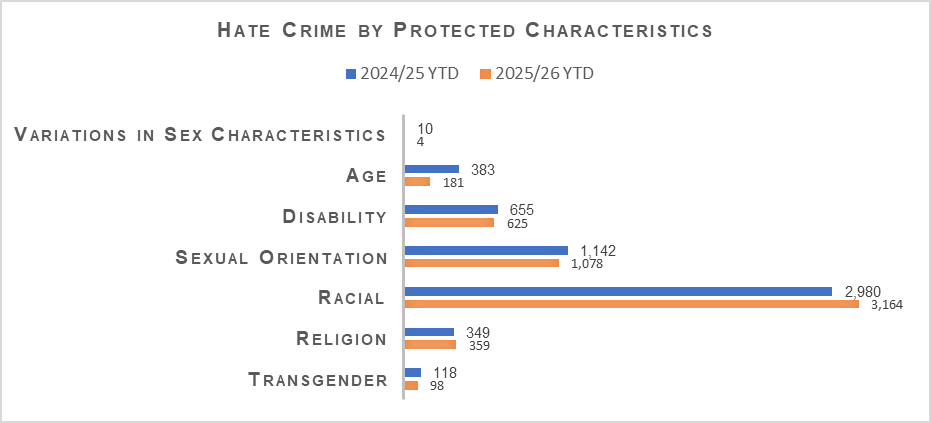 Hate Crime by Protected Characteristics
2024/25 YTD 2025/26 YTD
Variations in Sex Characteristics 10
4
Age 383
181
Disability 655
625
Sexual Orientation 1,142
1,078
Racial 2,980
3,164
Religion 349
359
Transgender 118
98